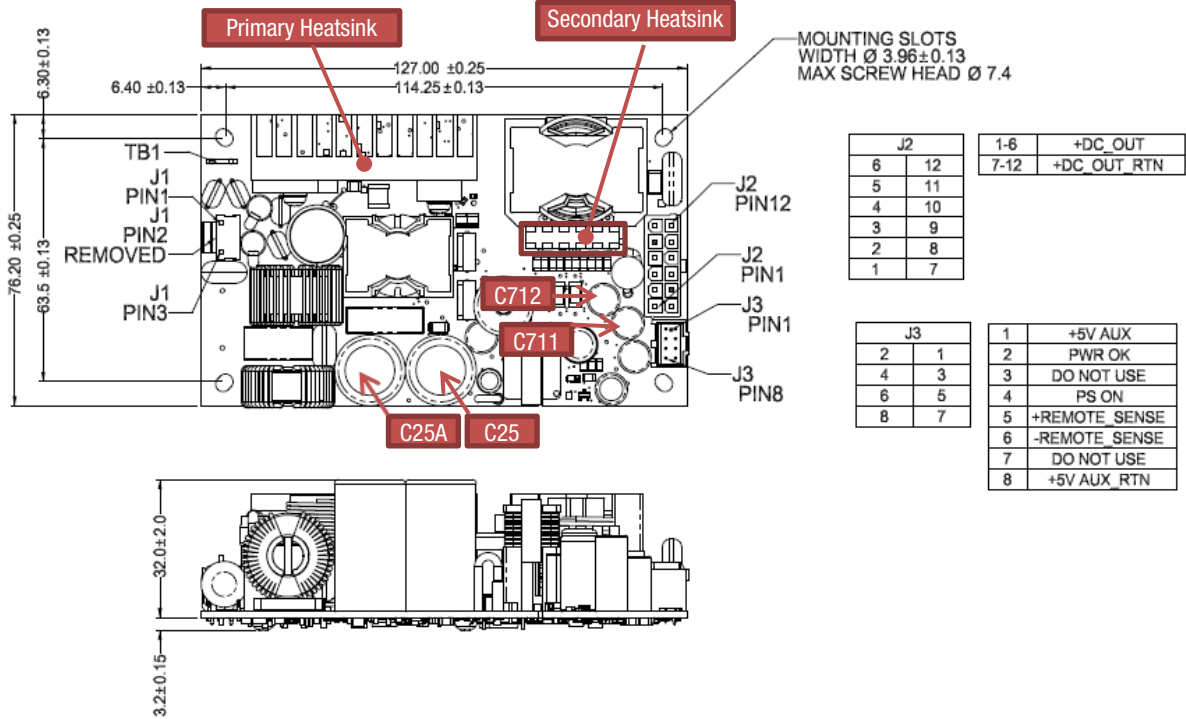 Primary Heatsink
Secondary Heatsink
MOUNTING SLOTS
WIDTH Ø 3.96±0.13
MAX SCREW HEAD Ø 7.4
127.00 ±0.25
6.40 ±0.13
114.25±0.13
6.30±0.13
76.20 ±0.25
63.5 ±0.13
TB1
J1
PIN1
J1
PIN2
REMOVED
J1
PIN3
J2
PIN12
J2
PIN1
J3
PIN1
J3
PIN8
C712
C711
C25A
C25
J2
6 12
5 11
4 10
3 9
2 8
1 7
1-6 +DC_OUT
7-12 +DC_OUT_RTN
J3
2 1
4 3
6 5
8 7
1 +5V AUX
2 PWR OK
3 DO NOT USE
4 PS ON
5 +REMOTE_SENSE
6 -REMOTE_SENSE
7 DO NOT USE
8 +5V AUX_RTN
32.0±2.0
3.2±0.15